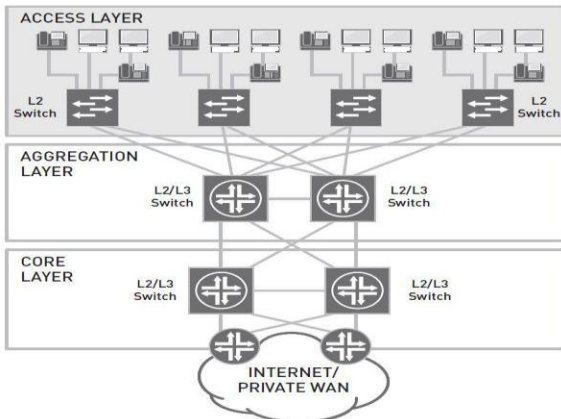 ACCESS LAYER
L2
Switch
L2
Switch
AGGREGATION
LAYER
L2/L3
Switch
L2/L3
Switch
CORE
LAYER
L2/L3
Switch
L2/L3
Switch
INTERNET/
PRIVATE WAN